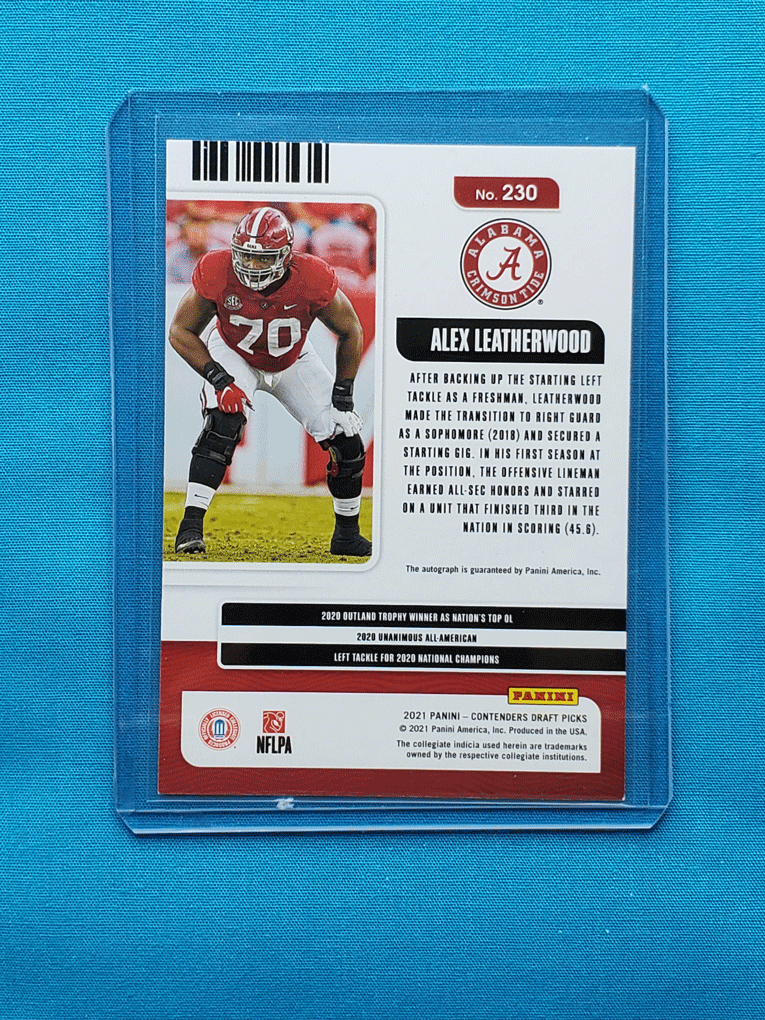 No. 230
ALABAMA
A
CRIMSON TIDE
®
ALEX LEATHERWOOD
AFTER BACKING UP THE STARTING LEFT
TACKLE AS A FRESHMAN, LEATHERWOOD
MADE THE TRANSITION TO RIGHT GUARD
AS A SOPHOMORE (2018) AND SECURED A
STARTING GIG. IN HIS FIRST SEASON AT
THE POSITION, THE OFFENSIVE LINEMAN
EARNED ALL-SEC HONORS AND STARRED
ON A UNIT THAT FINISHED THIRD IN THE
NATION IN SCORING (45.6).
SEC
70
The autograph is guaranteed by Panini America, Inc.
2020 OUTLAND TROPHY WINNER AS NATION'S TOP OL
2020 UNANIMOUS ALL-AMERICAN
LEFT TACKLE FOR 2020 NATIONAL CHAMPIONS
PANINI
OFFICIALLY LICENSED COLLEGIATE PRODUCTS
NFLPA
2021 PANINI – CONTENDERS DRAFT PICKS
© 2021 Panini America, Inc. Produced in the USA.
The collegiate indicia used herein are trademarks
owned by the respective collegiate institutions.